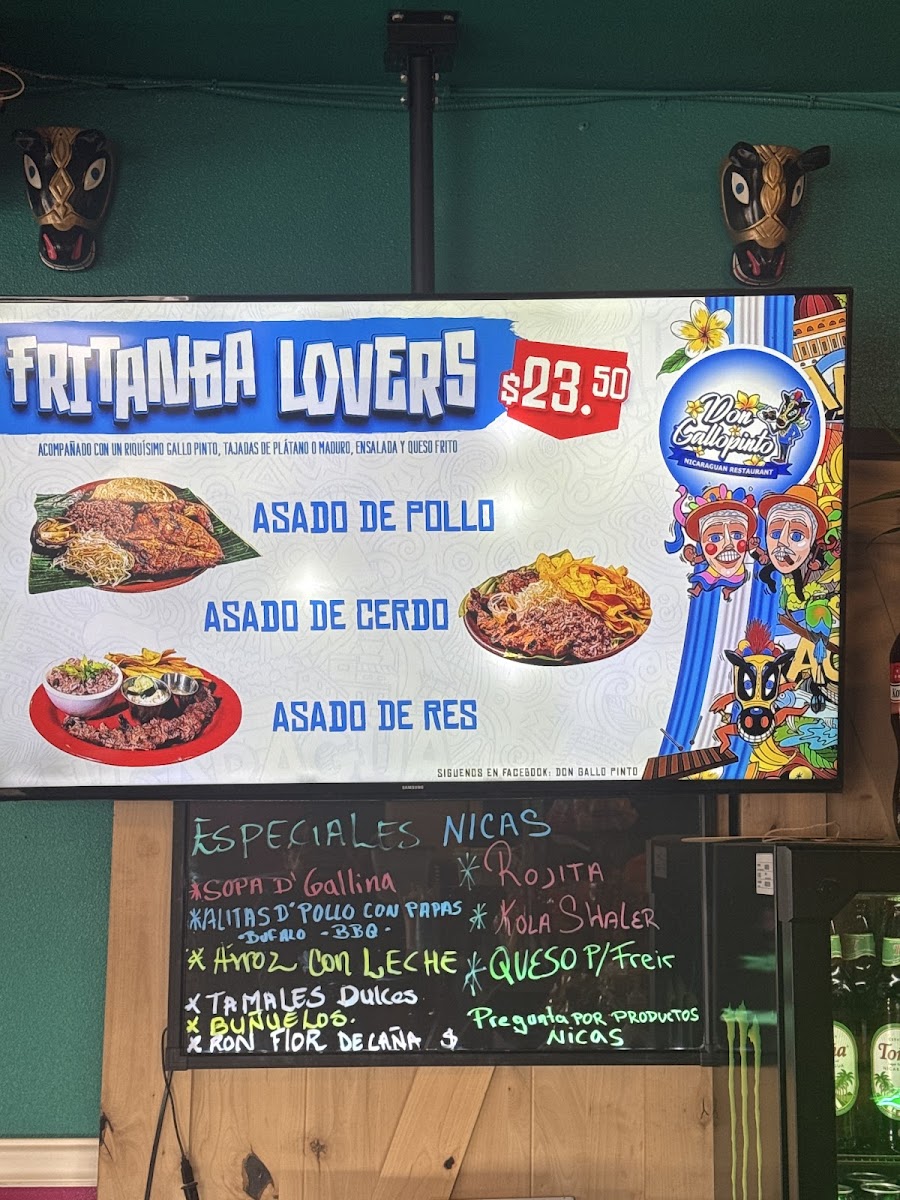 FRITANGA LOVERS
$23.50
ACOMPAÑADO CON UN RIQUÍSIMO GALLO PINTO, TAJADAS DE PLÁTANO O MADURO, ENSALADA Y QUESO FRITO
Don
Gallopinto
NICARAGUAN RESTAURANT
ASADO DE POLLO
ASADO DE CERDO
ASADO DE RES
SIGUENOS EN FACEBOOK: DON GALLO PINTO
SAMSUNG
ESPECIALES NICAS
*SOPA D' Gallina
*ALITAS D' POLLO CON PAPAS
-BUFALO -BBQ-
*Arroz Con LECHE
x TAMALES Dulces
x BUÑUELOS.
x RON FlOR DE CAÑA $
*ROJITA
*KOLA SHALER
*QUESO P/Freir
Pregunta POR PRODUCTOS
NICAS